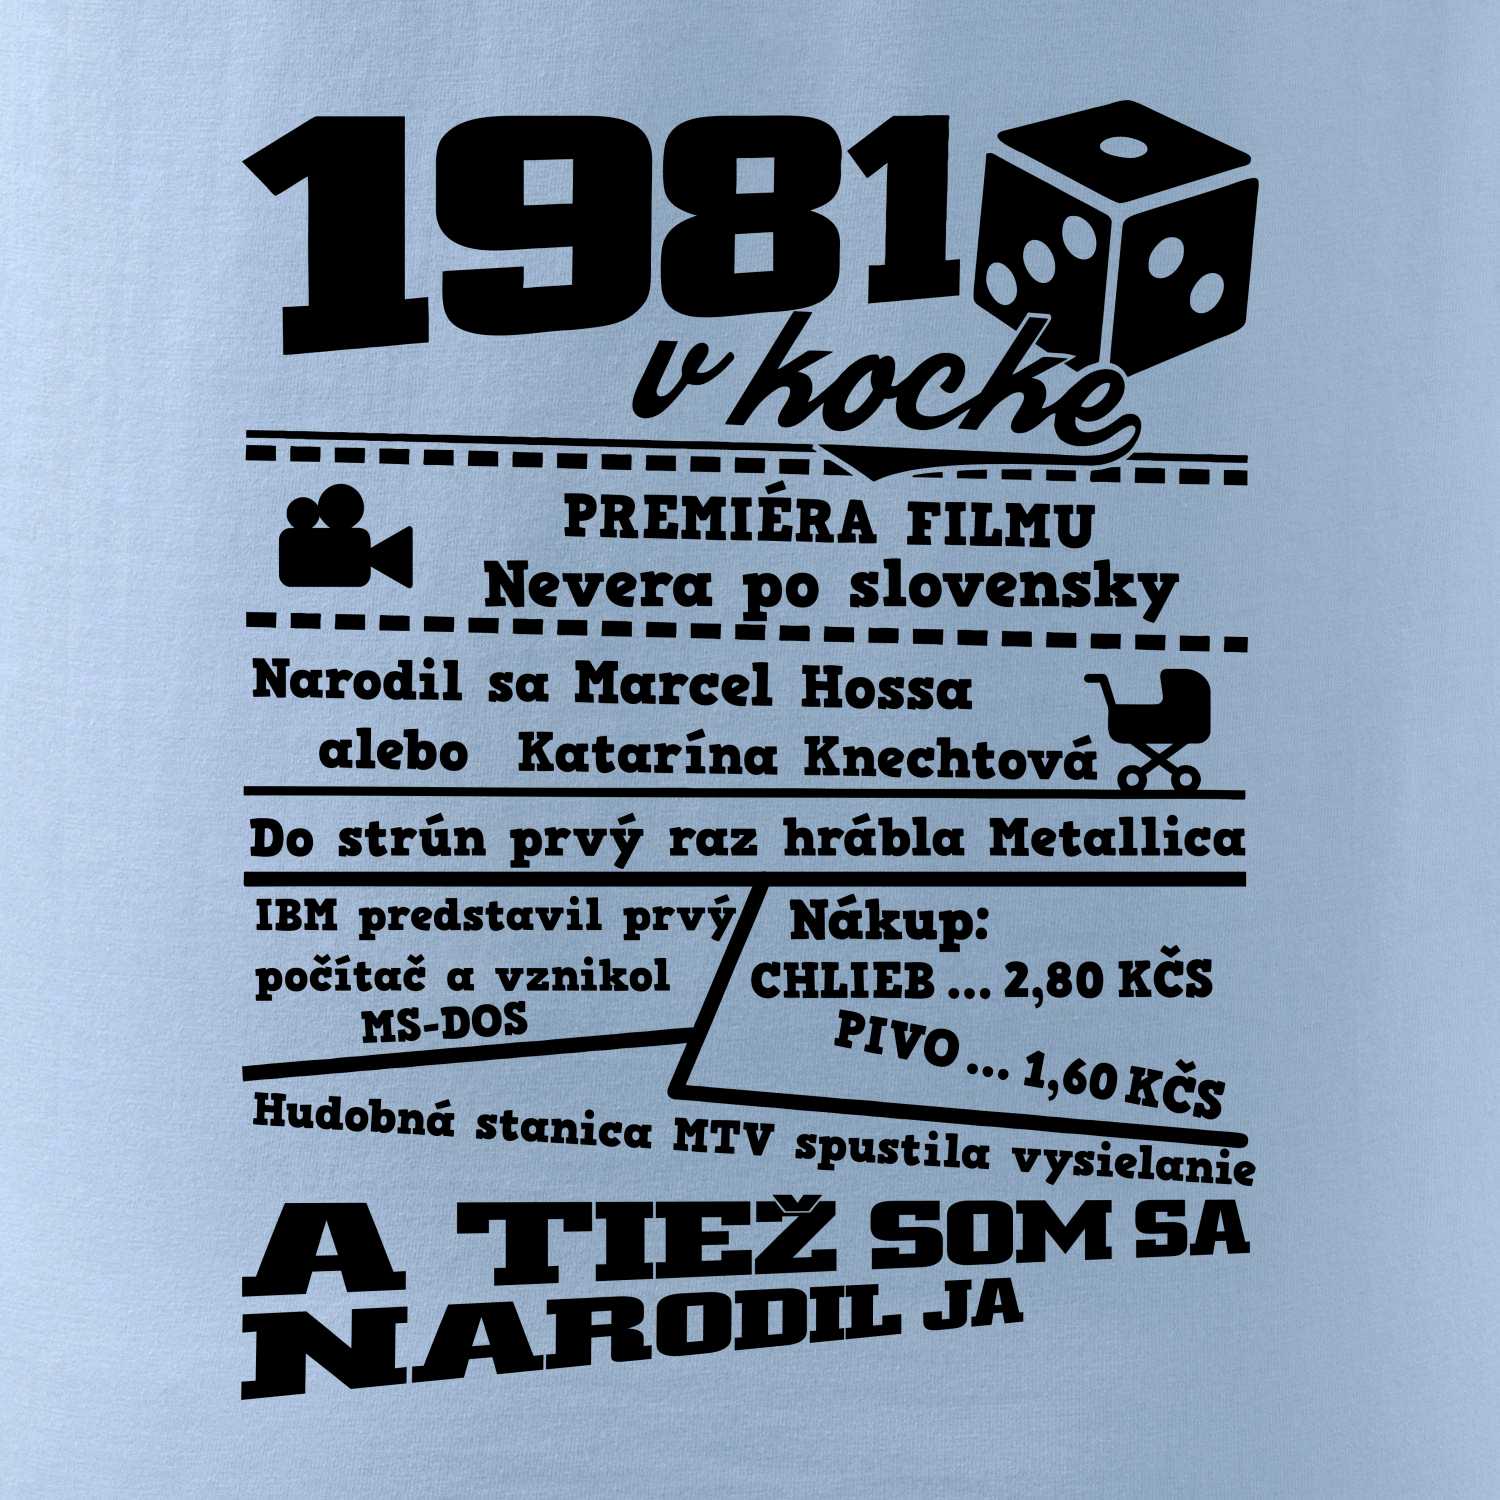 1981
v kocke
PREMIÉRA FILMU
Nevera po slovensky
Narodil sa Marcel Hossa
alebo Katarína Knechtová
Do strún prvý raz hrábla Metallica
IBM predstavil prvý
počítač a vznikol
MS-DOS
Nákup:
CHLIEB ... 2,80 KČS
PIVO ... 1,60 KČS
Hudobná stanica MTV spustila vysielanie
A TIEŽ SOM SA
NARODIL JA